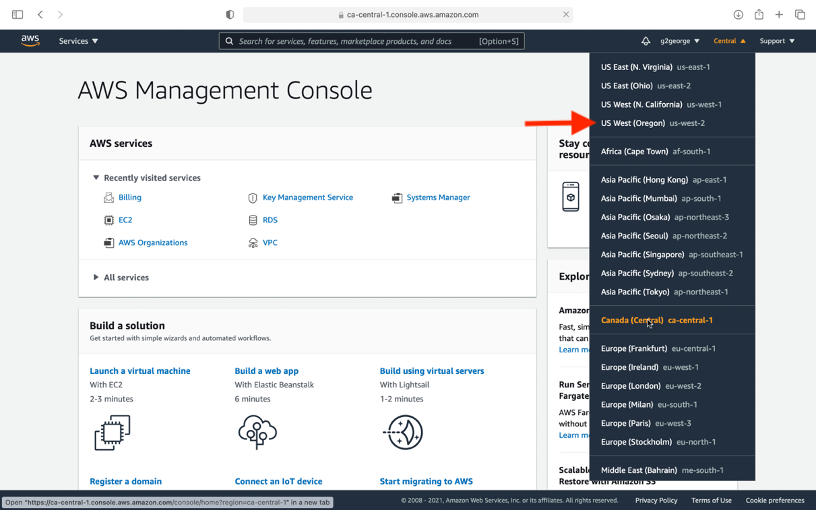 ca-central-1.console.aws.amazon.com
aws
Services
Search for services, features, marketplace products, and docs [Option+S]
g2george
Central
Support
AWS Management Console
AWS services
Recently visited services
Billing
Key Management Service
Systems Manager
EC2
RDS
AWS Organizations
VPC
All services
Build a solution
Get started with simple wizards and automated workflows.
Launch a virtual machine
With EC2
2-3 minutes
Build a web app
With Elastic Beanstalk
6 minutes
Build using virtual servers
With Lightsail
1-2 minutes
Register a domain
Connect an IoT device
Start migrating to AWS
Stay
resour
Explor
Amazon
Fast, sim
that can
Learn m
Run Ser
Fargate
AWS Far
without
Learn m
Scalable
Restore with Amazon S3
US East (N. Virginia) us-east-1
US East (Ohio) us-east-2
US West (N. California) us-west-1
US West (Oregon) us-west-2
Africa (Cape Town) af-south-1
Asia Pacific (Hong Kong) ap-east-1
Asia Pacific (Mumbai) ap-south-1
Asia Pacific (Osaka) ap-northeast-3
Asia Pacific (Seoul) ap-northeast-2
Asia Pacific (Singapore) ap-southeast-1
Asia Pacific (Sydney) ap-southeast-2
Asia Pacific (Tokyo) ap-northeast-1
Canada (Central) ca-central-1
Europe (Frankfurt) eu-central-1
Europe (Ireland) eu-west-1
Europe (London) eu-west-2
Europe (Milan) eu-south-1
Europe (Paris) eu-west-3
Europe (Stockholm) eu-north-1
Middle East (Bahrain) me-south-1
Open "https://ca-central-1.console.aws.amazon.com/console/home?region=ca-central-1" in a new tab
© 2008 - 2021, Amazon Web Services, Inc. or its affiliates. All rights reserved.
Privacy Policy
Terms of Use
Cookie preferences